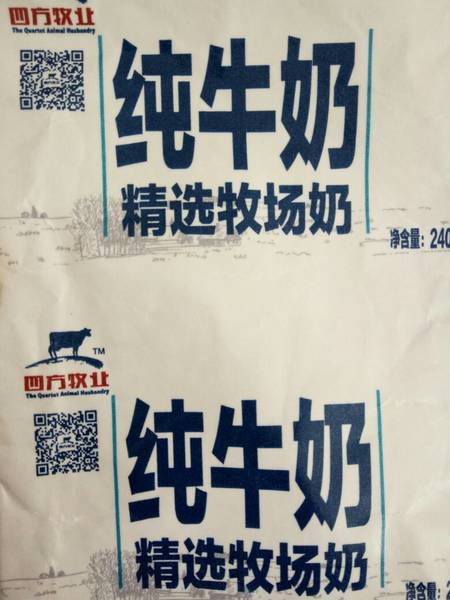 四方牧业
The Quartet Animal Husbandry
纯牛奶
精选牧场奶
净含量: 240
TM
四方牧业
The Quartet Animal Husbandry
纯牛奶
精选牧场奶
净含量: 2